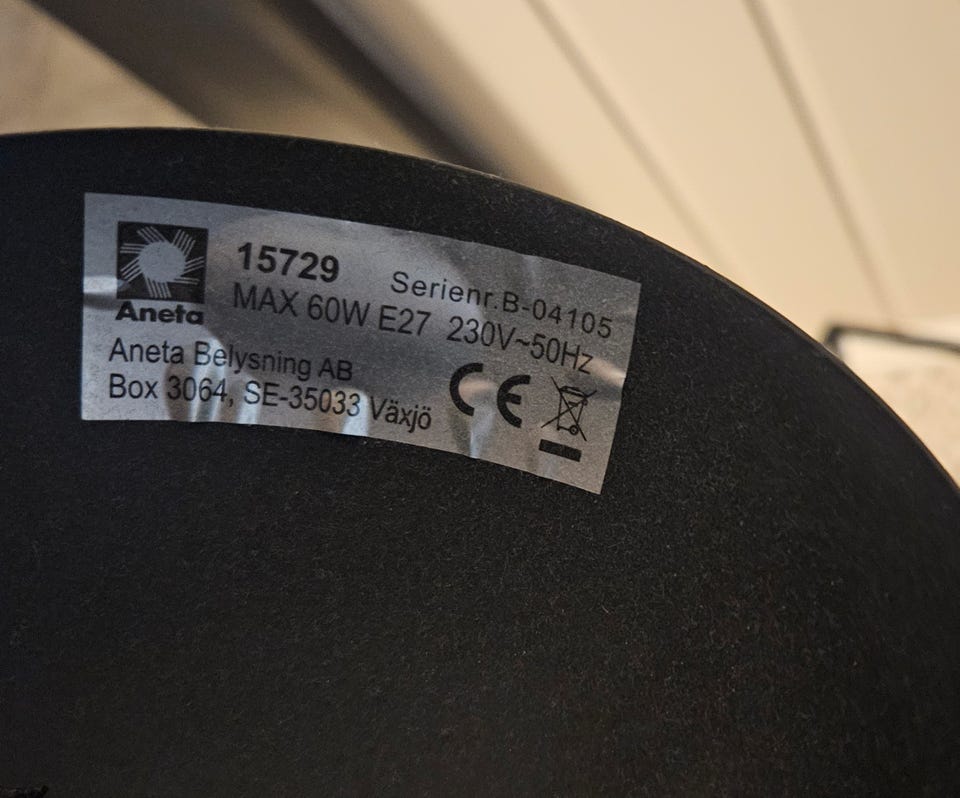 15729 Serienr.B-04105
MAX 60W E27 230V~50Hz
Aneta
Aneta Belysning AB
Box 3064, SE-35033 Växjö
CE